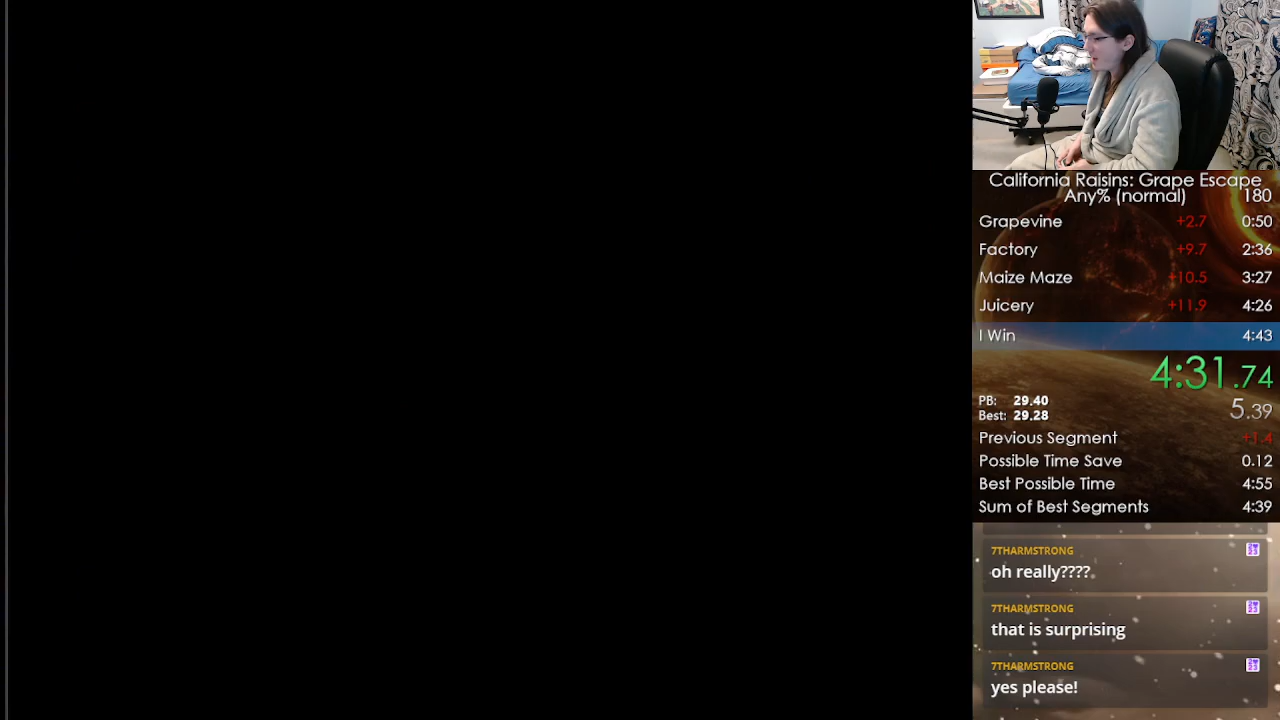 California Raisins: Grape Escape
Any% (normal) 180
Grapevine +2.7 0:50
Factory +9.7 2:36
Maize Maze +10.5 3:27
Juicery +11.9 4:26
I Win 4:43
4:31.74
PB: 29.40
Best: 29.28
5.39
Previous Segment +1.4
Possible Time Save 0.12
Best Possible Time 4:55
Sum of Best Segments 4:39
7THARMSTRONG
oh really????
7THARMSTRONG
that is surprising
7THARMSTRONG
yes please!